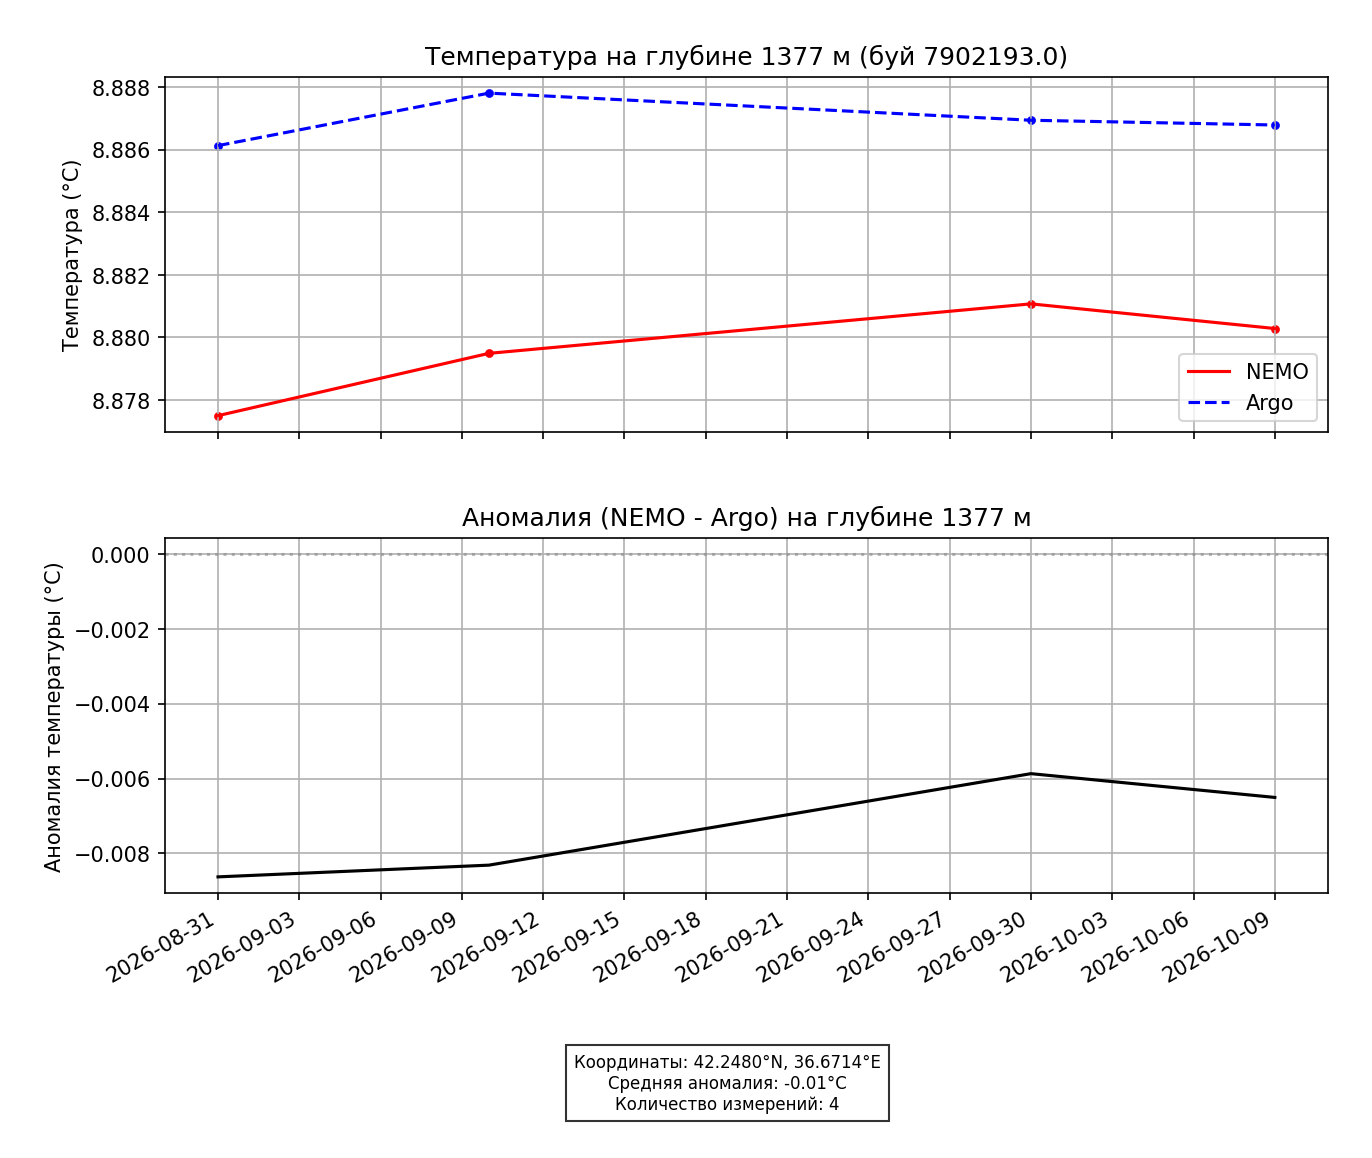 Температура на глубине 1377 м (буй 7902193.0)
8.888
8.886
8.884
8.882
8.880
8.878
Температура (°C)
NEMO
Argo
Аномалия (NEMO - Argo) на глубине 1377 м
0.000
−0.002
−0.004
−0.006
−0.008
Аномалия температуры (°C)
2026-08-31
2026-09-03
2026-09-06
2026-09-09
2026-09-12
2026-09-15
2026-09-18
2026-09-21
2026-09-24
2026-09-27
2026-09-30
2026-10-03
2026-10-06
2026-10-09
Координаты: 42.2480°N, 36.6714°E
Средняя аномалия: -0.01°C
Количество измерений: 4